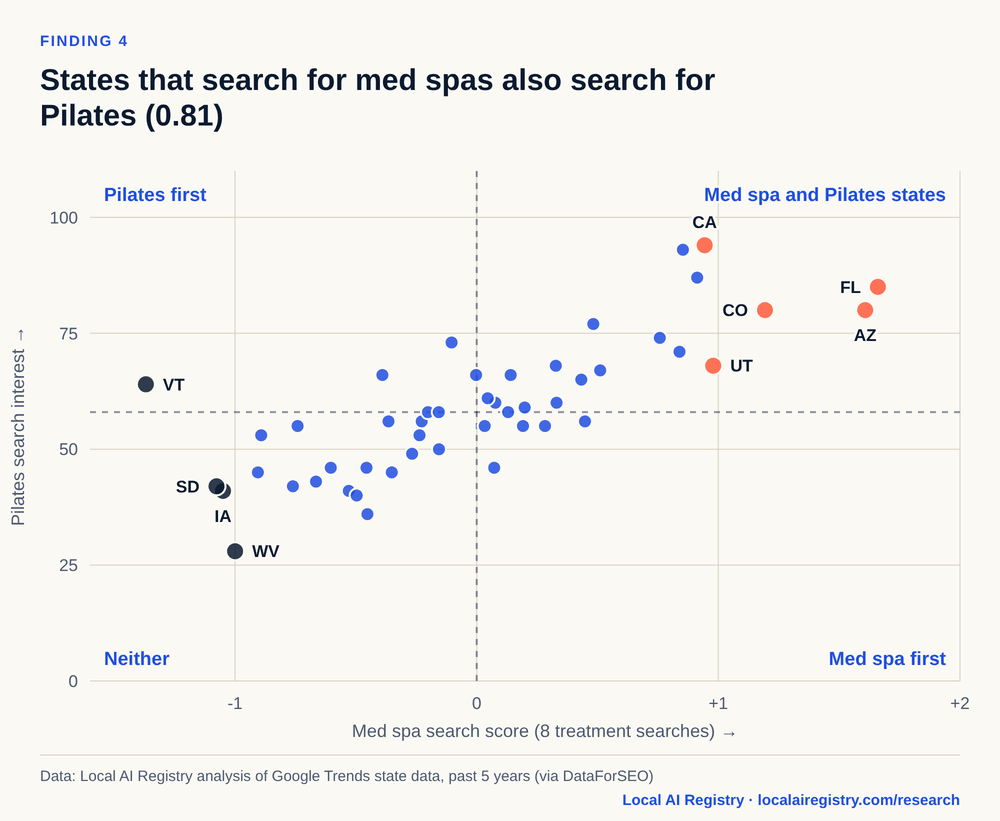 FINDING 4
States that search for med spas also search for
Pilates (0.81)
Pilates first
Med spa and Pilates states
100
CA
FL
CO
75
AZ
UT
VT
Pilates search interest →
50
SD
IA
WV
25
Neither
Med spa first
0
-1
0
+1
+2
Med spa search score (8 treatment searches) →
Data: Local AI Registry analysis of Google Trends state data, past 5 years (via DataForSEO)
Local AI Registry · localairegistry.com/research